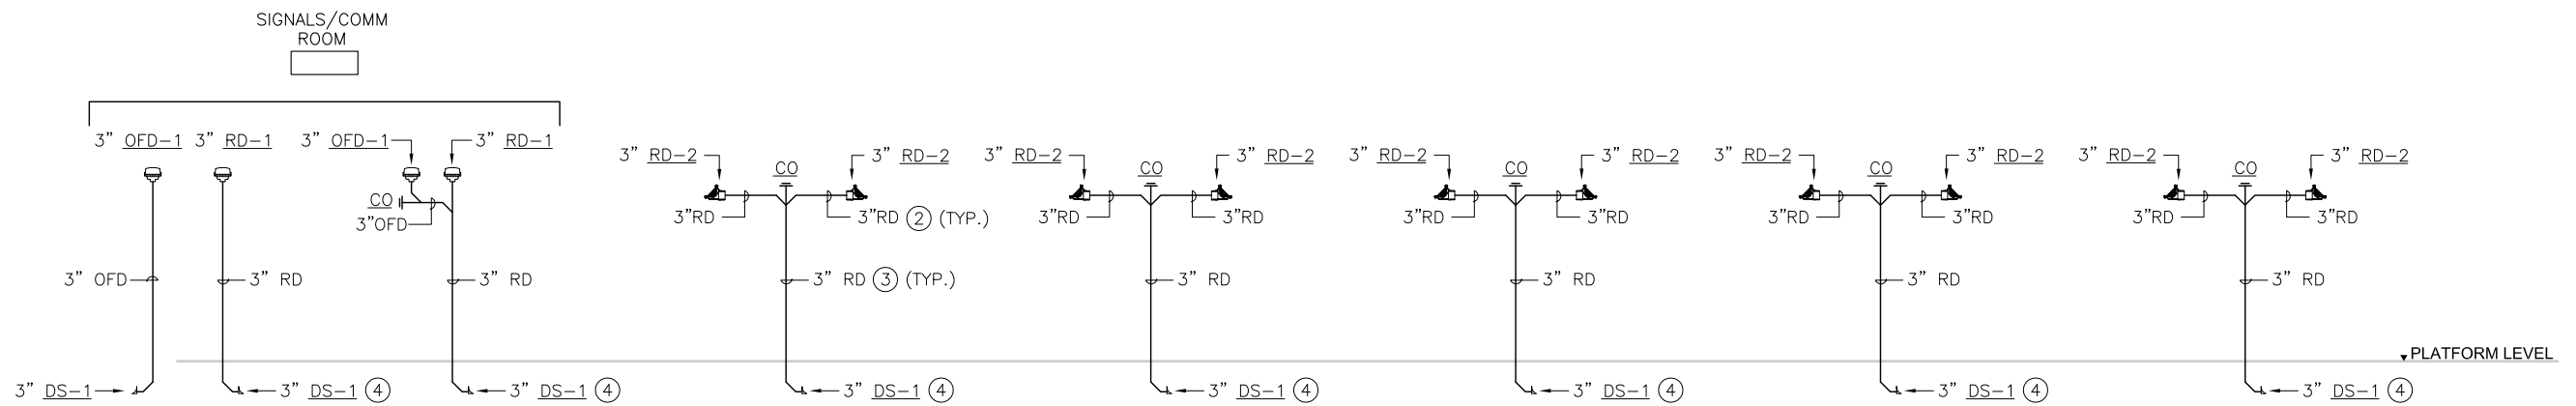 SIGNALS/COMM
ROOM
3” OFD-1 3” RD-1 3” OFD-1 3” RD-1
3” RD-2 CO 3” RD-2 3” RD-2 CO 3” RD-2 3” RD-2 CO 3” RD-2 3” RD-2 CO 3” RD-2 3” RD-2 CO 3” RD-2
CO
3”OFD
3”RD 3”RD 2 (TYP.) 3”RD 3”RD 3”RD 3”RD 3”RD 3”RD 3”RD 3”RD
3” OFD 3” RD 3” RD 3” RD 3 (TYP.) 3” RD 3” RD 3” RD 3” RD
PLATFORM LEVEL
3” DS-1 3” DS-1 4 3” DS-1 4 3” DS-1 4 3” DS-1 4 3” DS-1 4 3” DS-1 4 3” DS-1 4